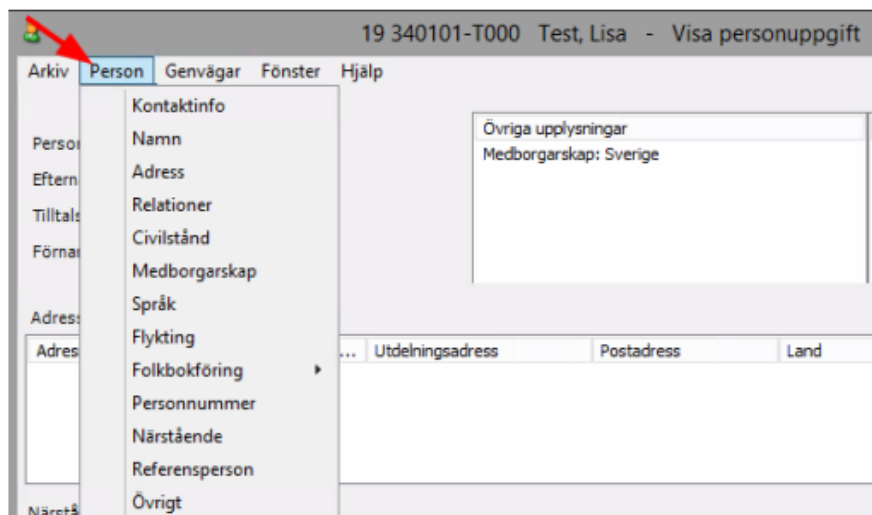 19 340101-T000 Test, Lisa - Visa personuppgift
Arkiv Person Genvägar Fönster Hjälp
Kontaktinfo
Namn
Adress
Relationer
Civilstånd
Medborgarskap
Språk
Flykting
Folkbokföring
Personnummer
Närstående
Referensperson
Övrigt
Övriga upplysningar
Medborgarskap: Sverige
... Utdelningsadress Postadress Land